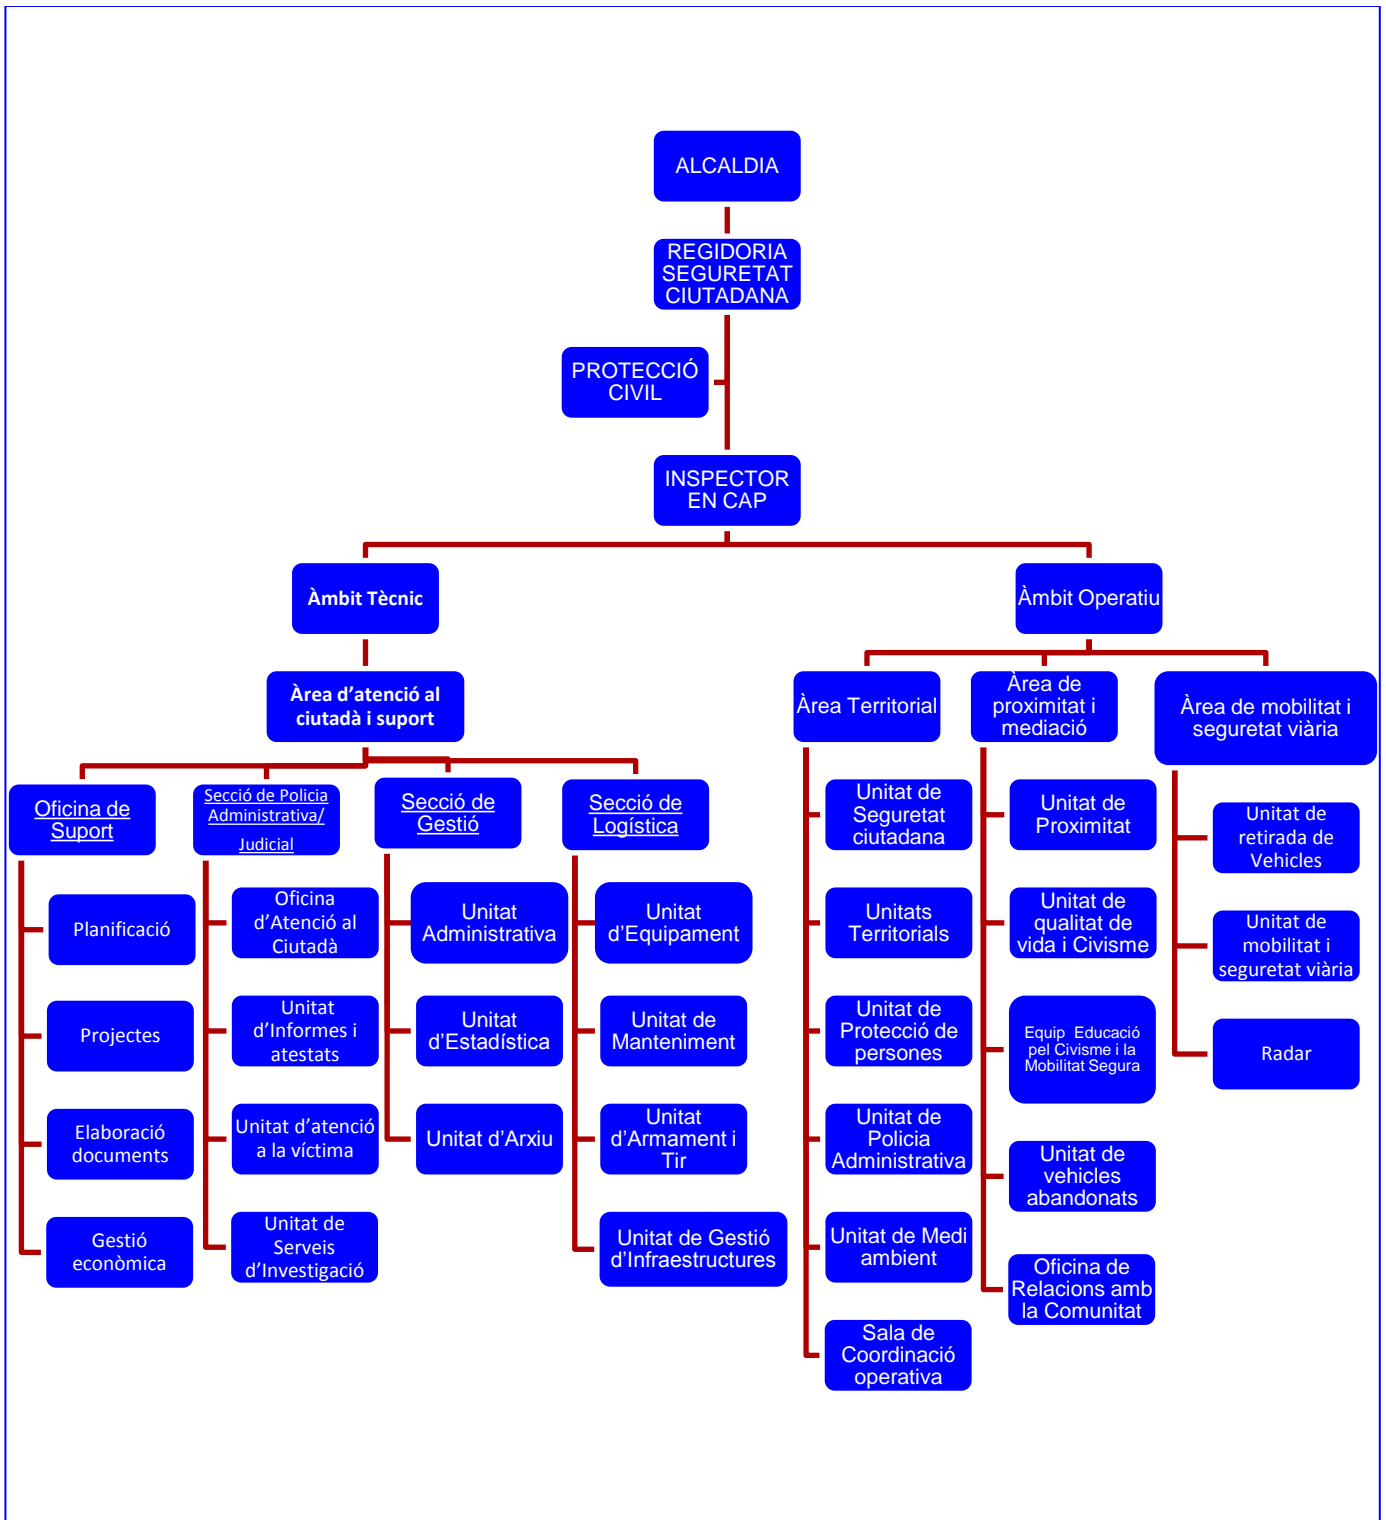 ALCALDIA
REGIDORIA
SEGURETAT
CIUTADANA
PROTECCIÓ
CIVIL
INSPECTOR
EN CAP
Àmbit Tècnic
Àmbit Operatiu
Àrea d'atenció al
ciutadà i suport
Àrea Territorial
Àrea de
proximitat i
mediació
Àrea de mobilitat i
seguretat viària
Oficina de
Suport
Planificació
Projectes
Elaboració
documents
Gestió
econòmica
Secció de Policia
Administrativa/
Judicial
Oficina
d'Atenció al
Ciutadà
Unitat
d'Informes i
atestats
Unitat d'atenció
a la víctima
Unitat de
Serveis
d'Investigació
Secció de
Gestió
Unitat
Administrativa
Unitat
d'Estadística
Unitat d'Arxiu
Secció de
Logística
Unitat
d'Equipament
Unitat de
Manteniment
Unitat
d'Armament i
Tir
Unitat de Gestió
d'Infraestructures
Unitat de
Seguretat
ciutadana
Unitats
Territorials
Unitat de
Protecció de
persones
Unitat de
Policia
Administrativa
Unitat de Medi
ambient
Sala de
Coordinació
operativa
Unitat de
Proximitat
Unitat de
qualitat de
vida i Civisme
Equip Educació
pel Civisme i la
Mobilitat Segura
Unitat de
vehicles
abandonats
Oficina de
Relacions amb
la Comunitat
Unitat de
retirada de
Vehicles
Unitat de
mobilitat i
seguretat viària
Radar